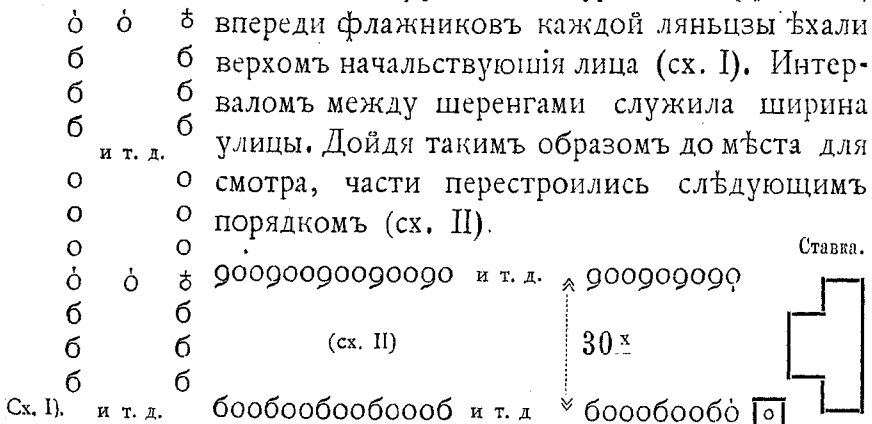 впереди флажниковъ каждой ляньцзы ѣхали
верхомъ начальствующія лица (сх. I). Интер-
валомъ между шеренгами служила ширина
улицы. Дойдя такимъ образомъ до мѣста для
смотра, части перестроились слѣдующимъ
порядкомъ (сх. II).
и т. д.
Ставка.
и т. д.
(сх. II)
30 х
Сх. I).
и т. д.
и т. д